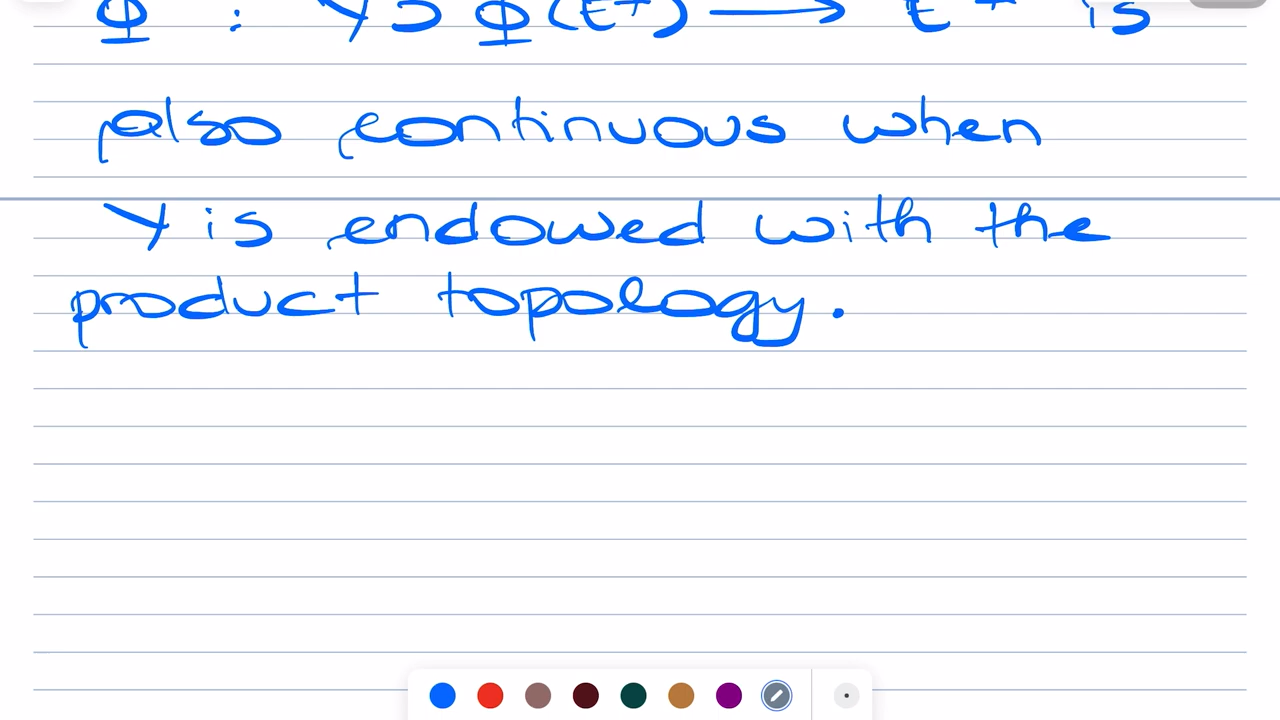 Φ : Y ⊃ Φ(E*) ⟶ E* is
also continuous when
Y is endowed with the
product topology.